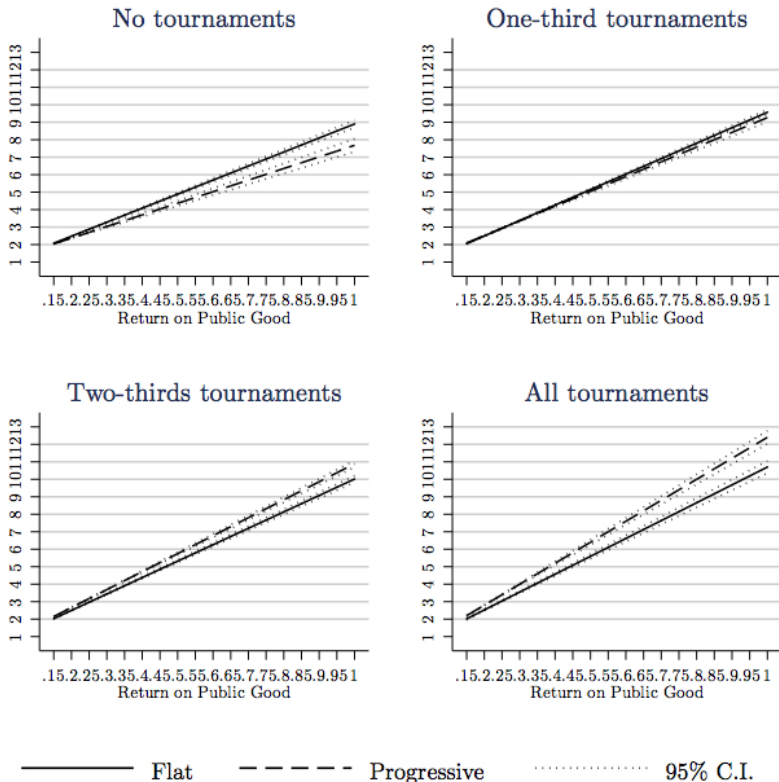 No tournaments
One-third tournaments
1 2 3 4 5 6 7 8 9 10111213
1 2 3 4 5 6 7 8 9 10111213
.15.2.25.3.35.4.45.5.55.6.65.7.75.8.85.9.95 1
.15.2.25.3.35.4.45.5.55.6.65.7.75.8.85.9.95 1
Return on Public Good
Return on Public Good
Two-thirds tournaments
All tournaments
1 2 3 4 5 6 7 8 9 10111213
1 2 3 4 5 6 7 8 9 10111213
.15.2.25.3.35.4.45.5.55.6.65.7.75.8.85.9.95 1
.15.2.25.3.35.4.45.5.55.6.65.7.75.8.85.9.95 1
Return on Public Good
Return on Public Good
Flat
Progressive
95% C.I.